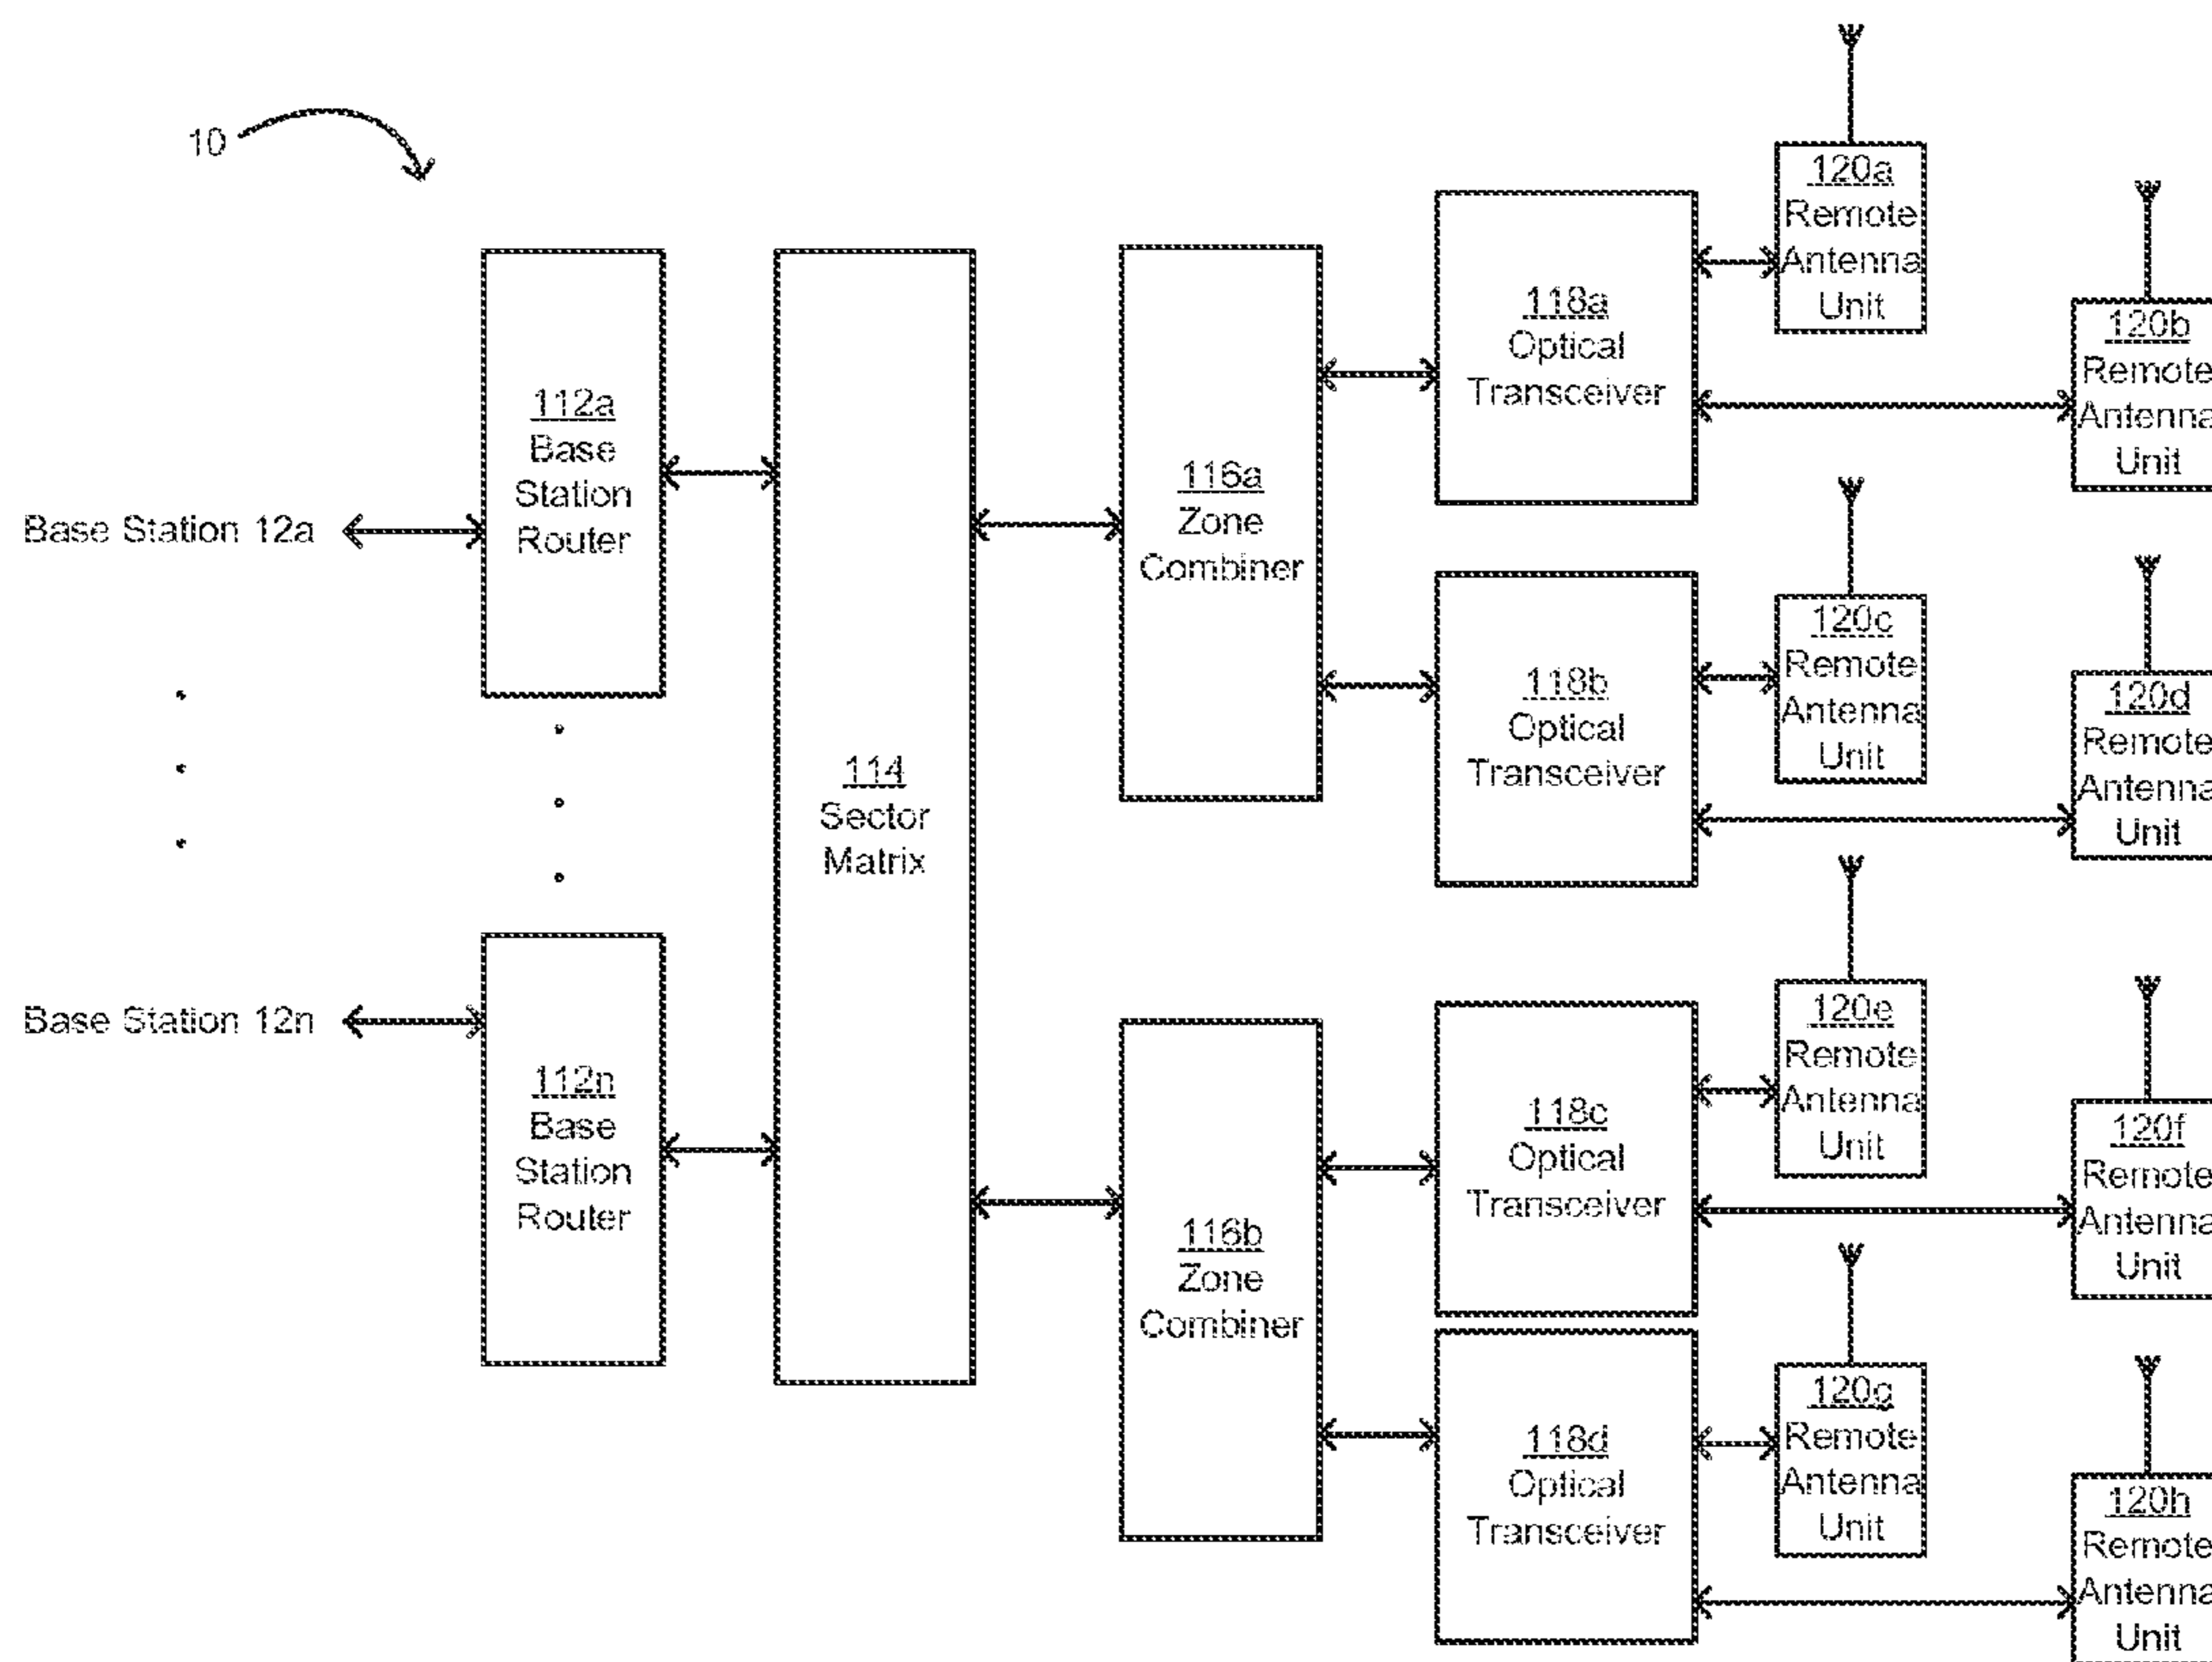 10
Base Station 12a
Base Station 12n
112a
Base
Station
Router
112n
Base
Station
Router
114
Sector
Matrix
116a
Zone
Combiner
116b
Zone
Combiner
118a
Optical
Transceiver
118b
Optical
Transceiver
118c
Optical
Transceiver
118d
Optical
Transceiver
120a
Remote
Antenna
Unit
120b
Remote
Antenna
Unit
120c
Remote
Antenna
Unit
120d
Remote
Antenna
Unit
120e
Remote
Antenna
Unit
120f
Remote
Antenna
Unit
120g
Remote
Antenna
Unit
120h
Remote
Antenna
Unit